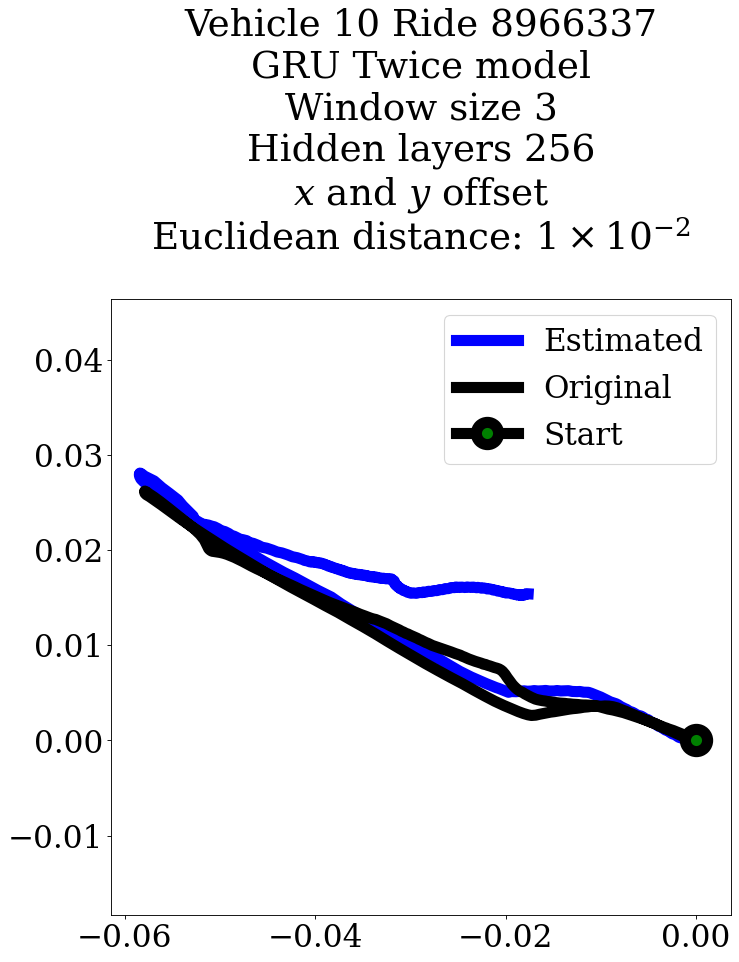 Vehicle 10 Ride 8966337
GRU Twice model
Window size 3
Hidden layers 256
x and y offset
Euclidean distance: 1 × 10⁻²
Estimated
Original
Start
0.04
0.03
0.02
0.01
0.00
−0.01
−0.06
−0.04
−0.02
0.00